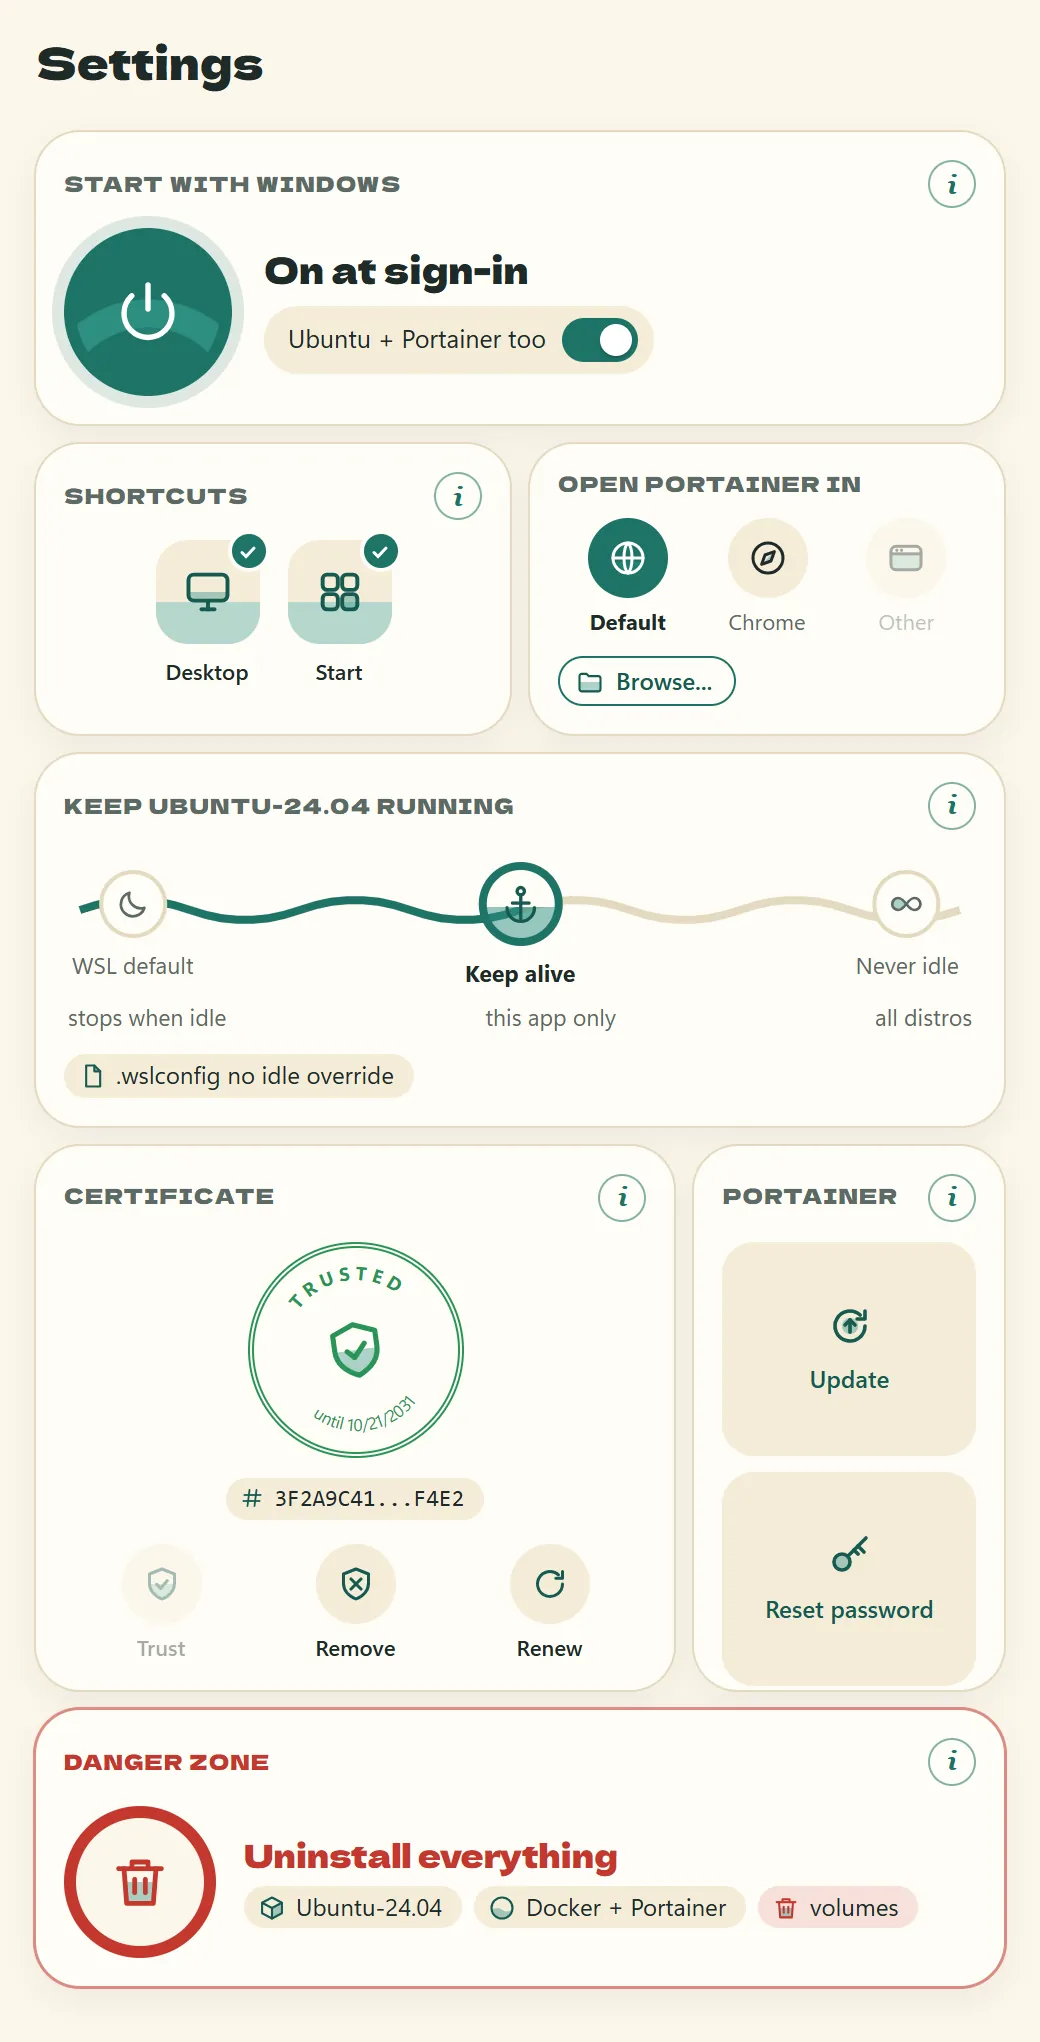 Settings
START WITH WINDOWS
i
On at sign-in
Ubuntu + Portainer too
SHORTCUTS
i
Desktop
Start
OPEN PORTAINER IN
Default
Chrome
Other
Browse...
KEEP UBUNTU-24.04 RUNNING
i
WSL default
Keep alive
Never idle
stops when idle
this app only
all distros
.wslconfig no idle override
CERTIFICATE
i
TRUSTED
until 10/21/2031
# 3F2A9C41...F4E2
Trust
Remove
Renew
PORTAINER
i
Update
Reset password
DANGER ZONE
i
Uninstall everything
Ubuntu-24.04
Docker + Portainer
volumes